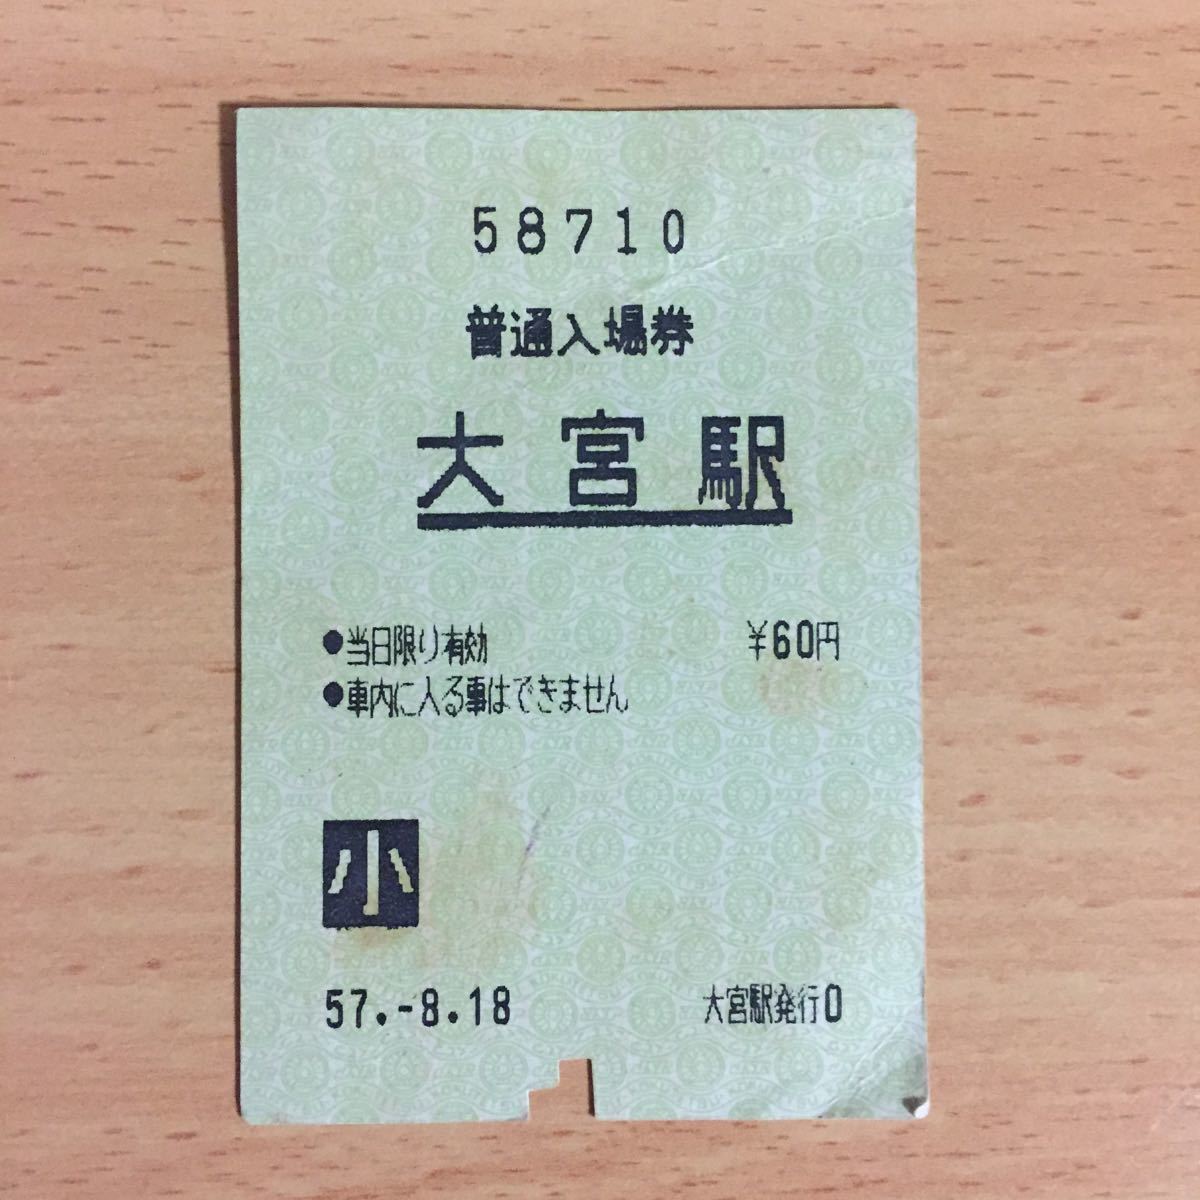 58710
普通入場券
大宮駅
●当日限り有効 ¥60円
●車内に入る事はできません
小
57.-8.18 大宮駅発行0